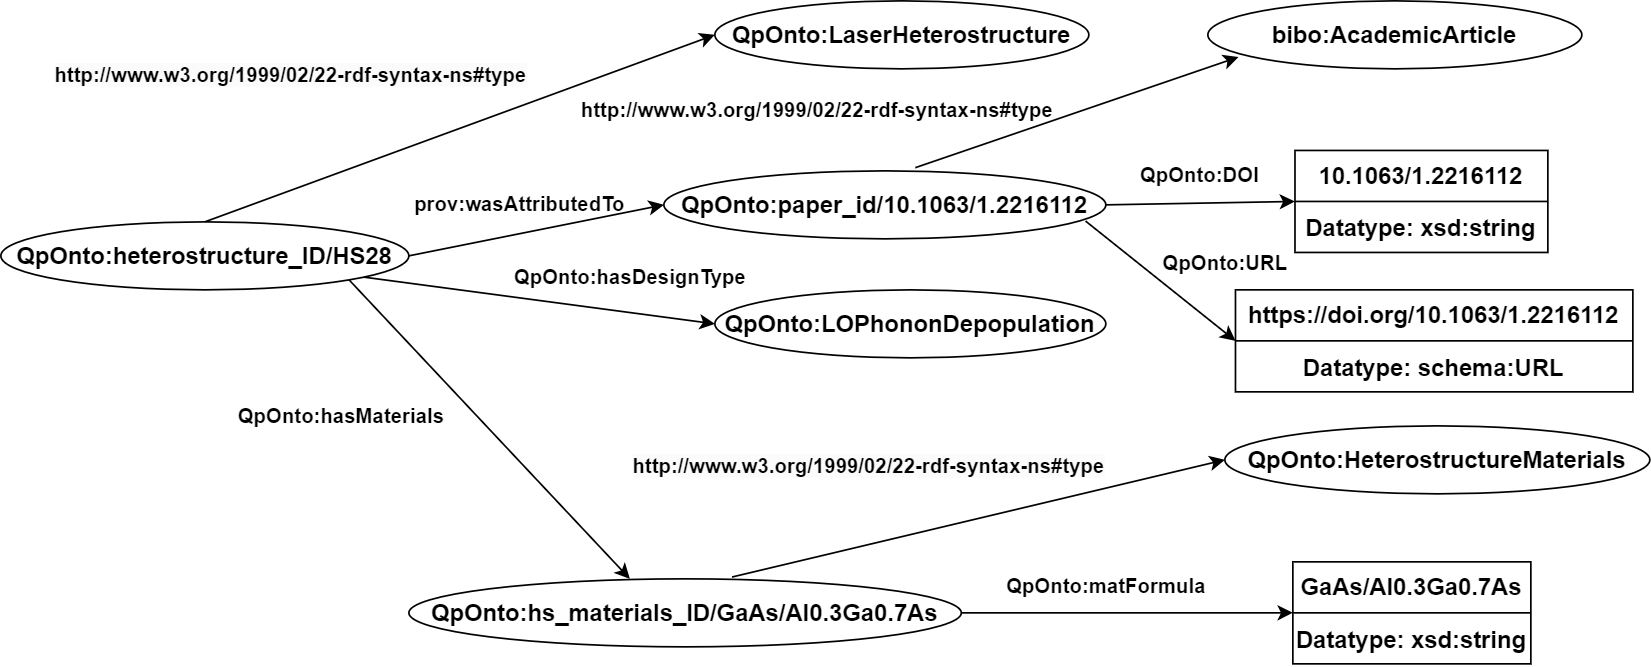 QpOnto:LaserHeterostructure
bibo:AcademicArticle
http://www.w3.org/1999/02/22-rdf-syntax-ns#type
http://www.w3.org/1999/02/22-rdf-syntax-ns#type
QpOnto:DOI
10.1063/1.2216112
Datatype: xsd:string
prov:wasAttributedTo
QpOnto:paper_id/10.1063/1.2216112
QpOnto:heterostructure_ID/HS28
QpOnto:URL
QpOnto:hasDesignType
https://doi.org/10.1063/1.2216112
Datatype: schema:URL
QpOnto:LOPhononDepopulation
QpOnto:hasMaterials
http://www.w3.org/1999/02/22-rdf-syntax-ns#type
QpOnto:HeterostructureMaterials
QpOnto:matFormula
GaAs/Al0.3Ga0.7As
Datatype: xsd:string
QpOnto:hs_materials_ID/GaAs/Al0.3Ga0.7As